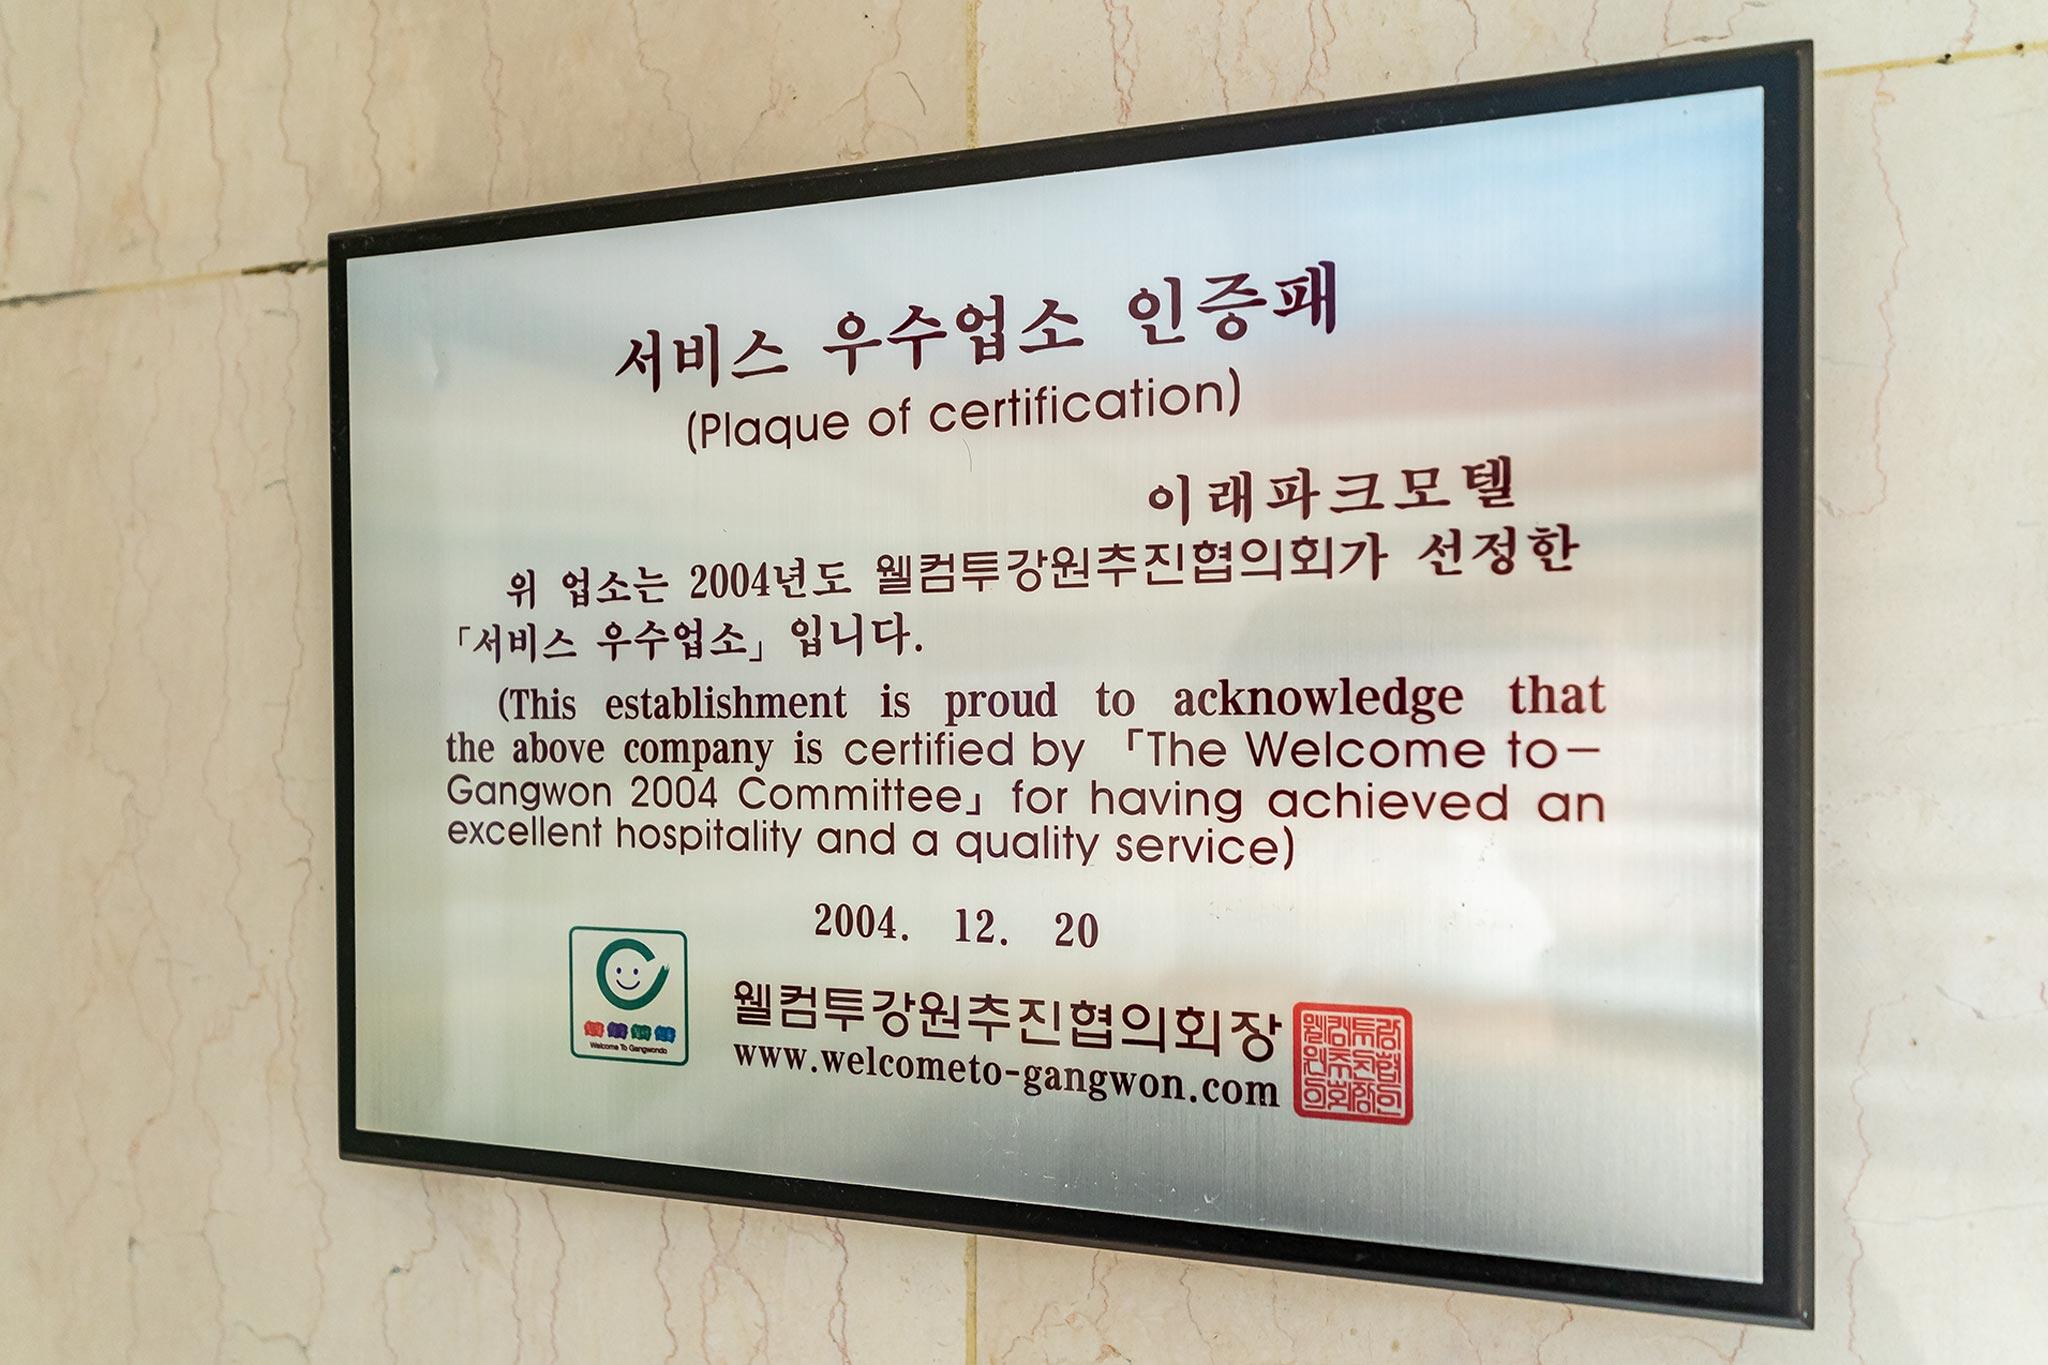 서비스 우수업소 인증패
(Plaque of certification)
이래파크모텔
위 업소는 2004년도 웰컴투강원추진협의회가 선정한
「서비스 우수업소」 입니다.
(This establishment is proud to acknowledge that
the above company is certified by 「The Welcome to-
Gangwon 2004 Committee」 for having achieved an
excellent hospitality and a quality service)
2004. 12. 20
Welcome To Gangwondo
웰컴투강원추진협의회장
www.welcometo-gangwon.com